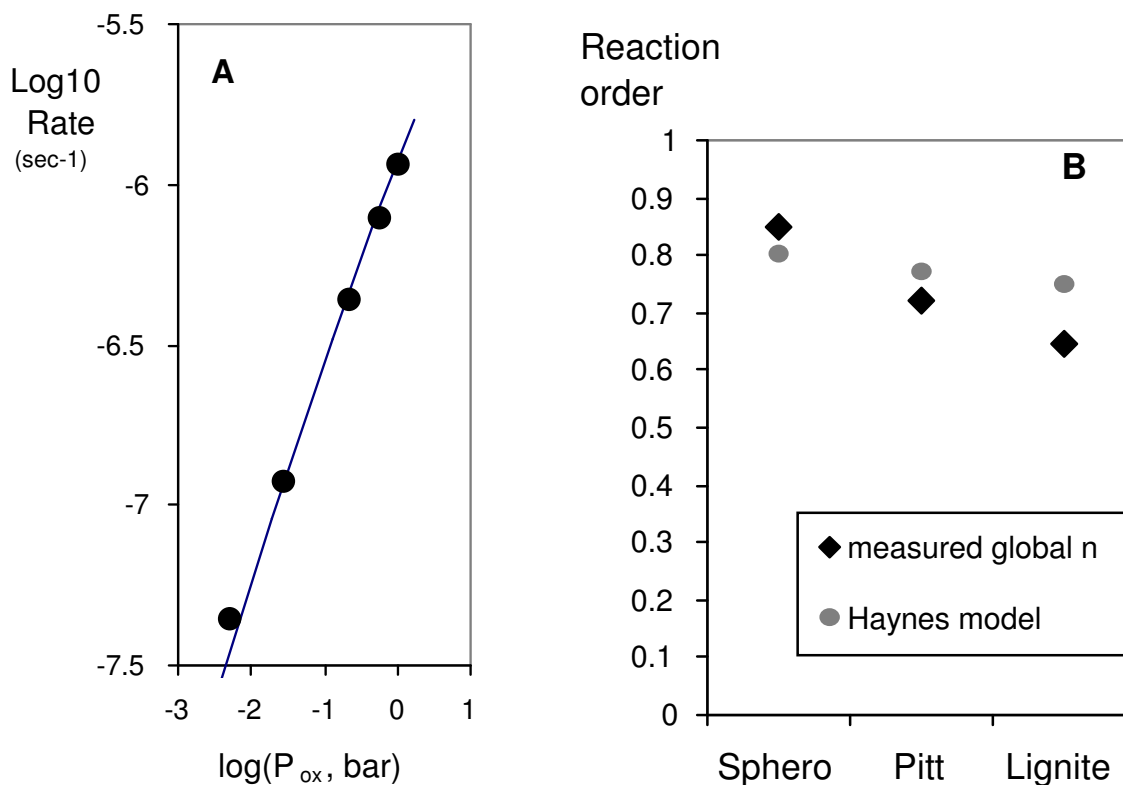 Log10
Rate
(sec-1)
A
-5.5
-6
-6.5
-7
-7.5
-3 -2 -1 0 1
log(P ox, bar)
Reaction
order
B
1
0.9
0.8
0.7
0.6
0.5
0.4
0.3
0.2
0.1
0
measured global n
Haynes model
Sphero Pitt Lignite